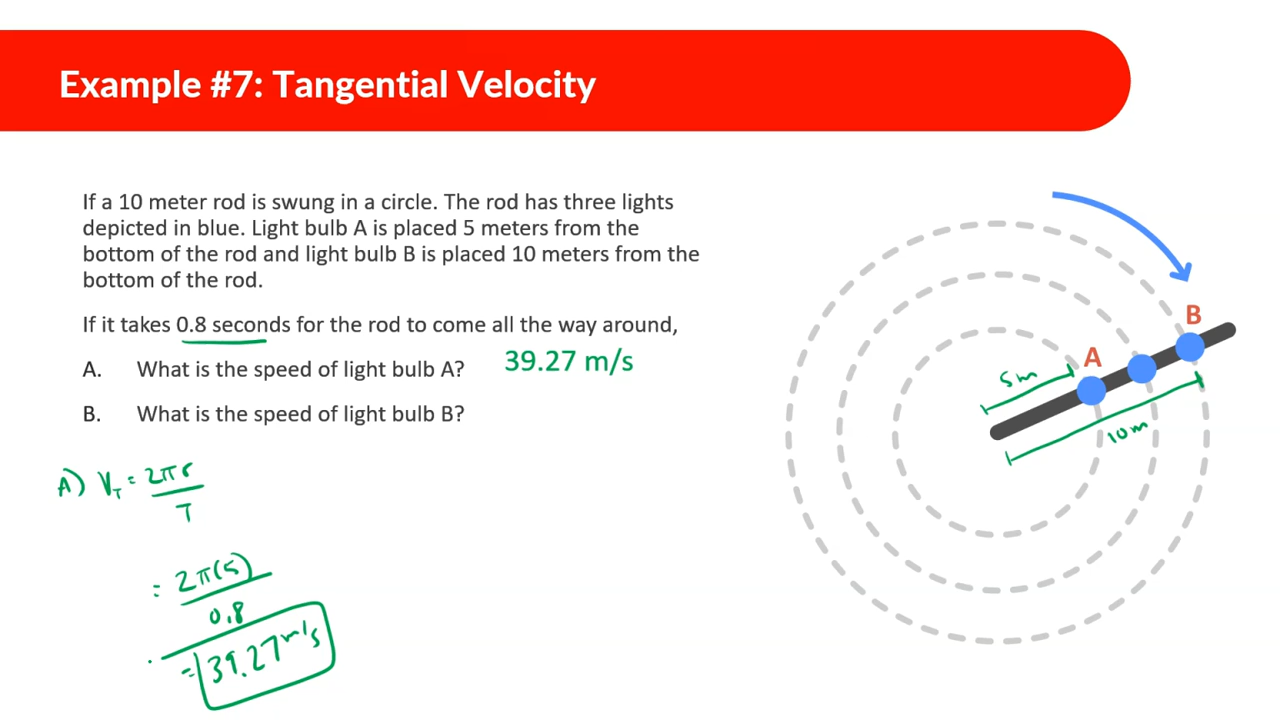 Example #7: Tangential Velocity
If a 10 meter rod is swung in a circle. The rod has three lights
depicted in blue. Light bulb A is placed 5 meters from the
bottom of the rod and light bulb B is placed 10 meters from the
bottom of the rod.
If it takes 0.8 seconds for the rod to come all the way around,
A. What is the speed of light bulb A? 39.27 m/s
B. What is the speed of light bulb B?
A) V_T = 2πr
T
= 2π(5)
0.8
= 39.27 m/s
B
A
5m
10m